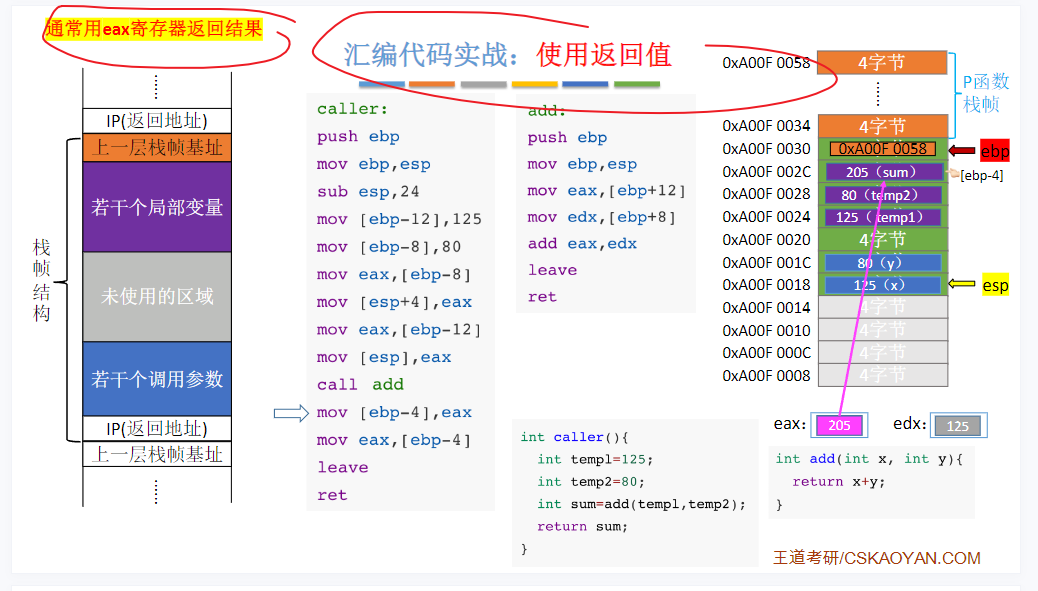 通常用eax寄存器返回结果
汇编代码实战：使用返回值
IP(返回地址)
上一层栈帧基址
若干个局部变量
未使用的区域
若干个调用参数
IP(返回地址)
上一层栈帧基址
栈帧结构
caller:
push ebp
mov ebp,esp
sub esp,24
mov [ebp-12],125
mov [ebp-8],80
mov eax,[ebp-8]
mov [esp+4],eax
mov eax,[ebp-12]
mov [esp],eax
call add
mov [ebp-4],eax
mov eax,[ebp-4]
leave
ret
add:
push ebp
mov ebp,esp
mov eax,[ebp+12]
mov edx,[ebp+8]
add eax,edx
leave
ret
0xA00F 0058 4字节
P函数
栈帧
0xA00F 0034 4字节
0xA00F 0030 0xA00F 0058 ebp
0xA00F 002C 205（sum） [ebp-4]
0xA00F 0028 80（temp2）
0xA00F 0024 125（temp1）
0xA00F 0020 4字节
0xA00F 001C 80（y）
0xA00F 0018 125（x） esp
0xA00F 0014 4字节
0xA00F 0010 4字节
0xA00F 000C 4字节
0xA00F 0008 4字节
eax: 205 edx: 125
int caller(){
int temp1=125;
int temp2=80;
int sum=add(temp1,temp2);
return sum;
}
int add(int x, int y){
return x+y;
}
王道考研/CSKAOYAN.COM